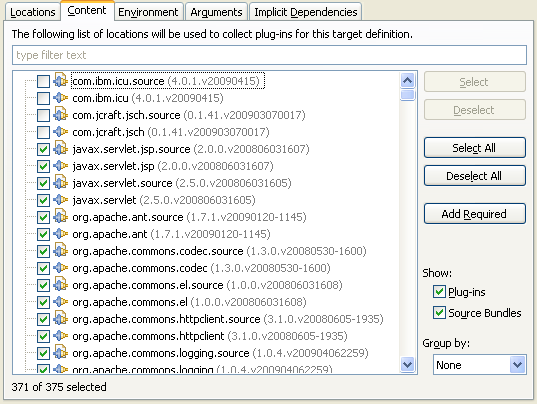 Locations Content Environment Arguments Implicit Dependencies
The following list of locations will be used to collect plug-ins for this target definition.
type filter text
com.ibm.icu.source (4.0.1.v20090415)
com.ibm.icu (4.0.1.v20090415)
com.jcraft.jsch.source (0.1.41.v200903070017)
com.jcraft.jsch (0.1.41.v200903070017)
javax.servlet.jsp.source (2.0.0.v200806031607)
javax.servlet.jsp (2.0.0.v200806031607)
javax.servlet.source (2.5.0.v200806031605)
javax.servlet (2.5.0.v200806031605)
org.apache.ant.source (1.7.1.v20090120-1145)
org.apache.ant (1.7.1.v20090120-1145)
org.apache.commons.codec.source (1.3.0.v20080530-1600)
org.apache.commons.codec (1.3.0.v20080530-1600)
org.apache.commons.el.source (1.0.0.v200806031608)
org.apache.commons.el (1.0.0.v200806031608)
org.apache.commons.httpclient.source (3.1.0.v20080605-1935)
org.apache.commons.httpclient (3.1.0.v20080605-1935)
org.apache.commons.logging.source (1.0.4.v200904062259)
org.apache.commons.logging (1.0.4.v200904062259)
371 of 375 selected
Select
Deselect
Select All
Deselect All
Add Required
Show:
Plug-ins
Source Bundles
Group by:
None